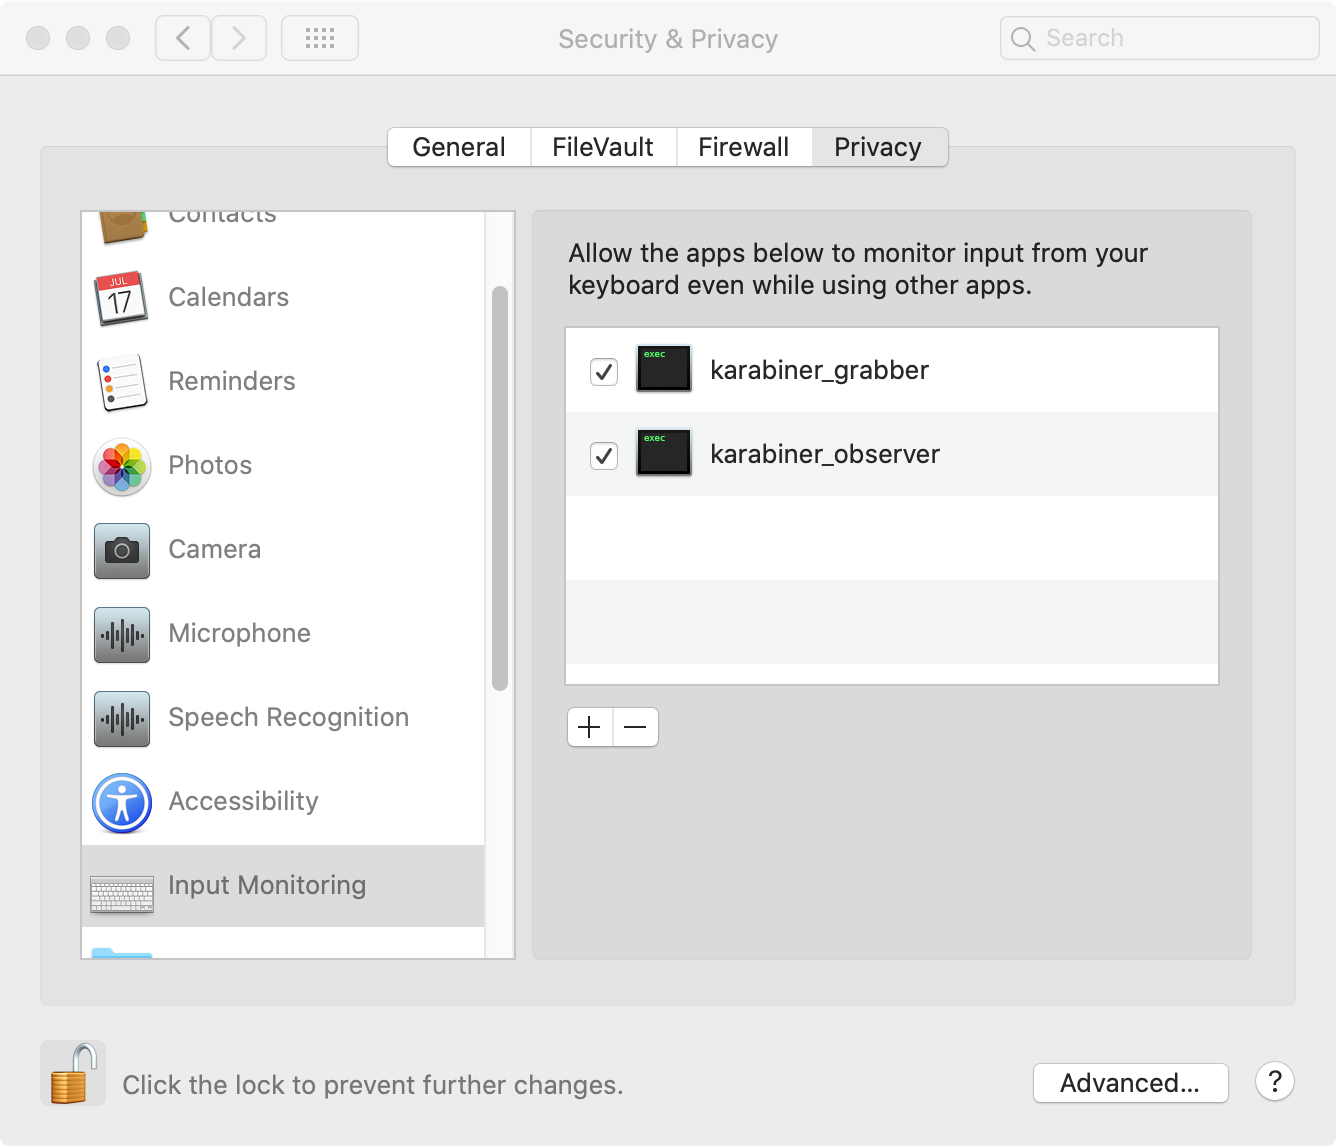 Security & Privacy
Search
General
FileVault
Firewall
Privacy
Contacts
JUL
17
Calendars
Reminders
Photos
Camera
Microphone
Speech Recognition
Accessibility
Input Monitoring
Allow the apps below to monitor input from your
keyboard even while using other apps.
exec
karabiner_grabber
exec
karabiner_observer
Click the lock to prevent further changes.
Advanced...
?